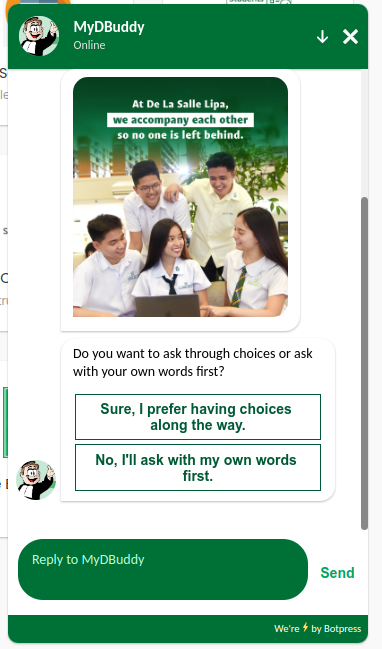 MyDBuddy
Online
At De La Salle Lipa,
we accompany each other
so no one is left behind.
Do you want to ask through choices or ask
with your own words first?
Sure, I prefer having choices
along the way.
No, I'll ask with my own words
first.
Reply to MyDBuddy
Send
We're ⚡ by Botpress